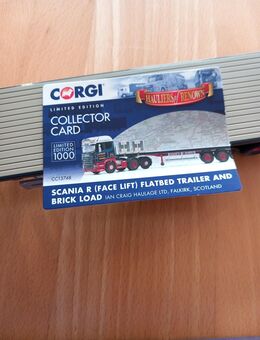 CORGI
LIMITED EDITION
COLLECTOR
CARD
LIMITED
EDITION
1000
HAULIERS of RENOWN
CC13748
SCANIA R (FACE LIFT) FLATBED TRAILER AND
BRICK LOAD IAN CRAIG HAULAGE LTD, FALKIRK, SCOTLAND